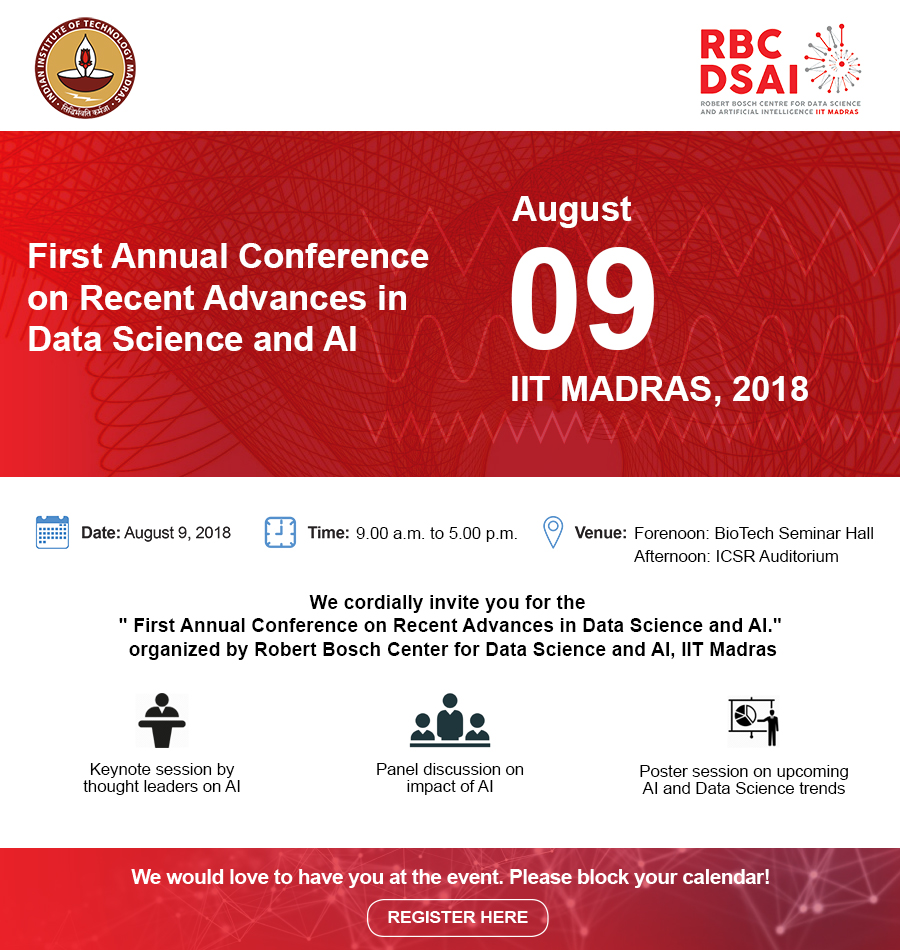 INDIAN INSTITUTE OF TECHNOLOGY MADRAS
सिद्धिर्भवति कर्मजा
RBC
DSAI
ROBERT BOSCH CENTRE FOR DATA SCIENCE
AND ARTIFICIAL INTELLIGENCE IIT MADRAS
First Annual Conference
on Recent Advances in
Data Science and AI
August
09
IIT MADRAS, 2018
Date: August 9, 2018
Time: 9.00 a.m. to 5.00 p.m.
Venue: Forenoon: BioTech Seminar Hall
Afternoon: ICSR Auditorium
We cordially invite you for the
" First Annual Conference on Recent Advances in Data Science and AI."
organized by Robert Bosch Center for Data Science and AI, IIT Madras
Keynote session by
thought leaders on AI
Panel discussion on
impact of AI
Poster session on upcoming
AI and Data Science trends
We would love to have you at the event. Please block your calendar!
REGISTER HERE